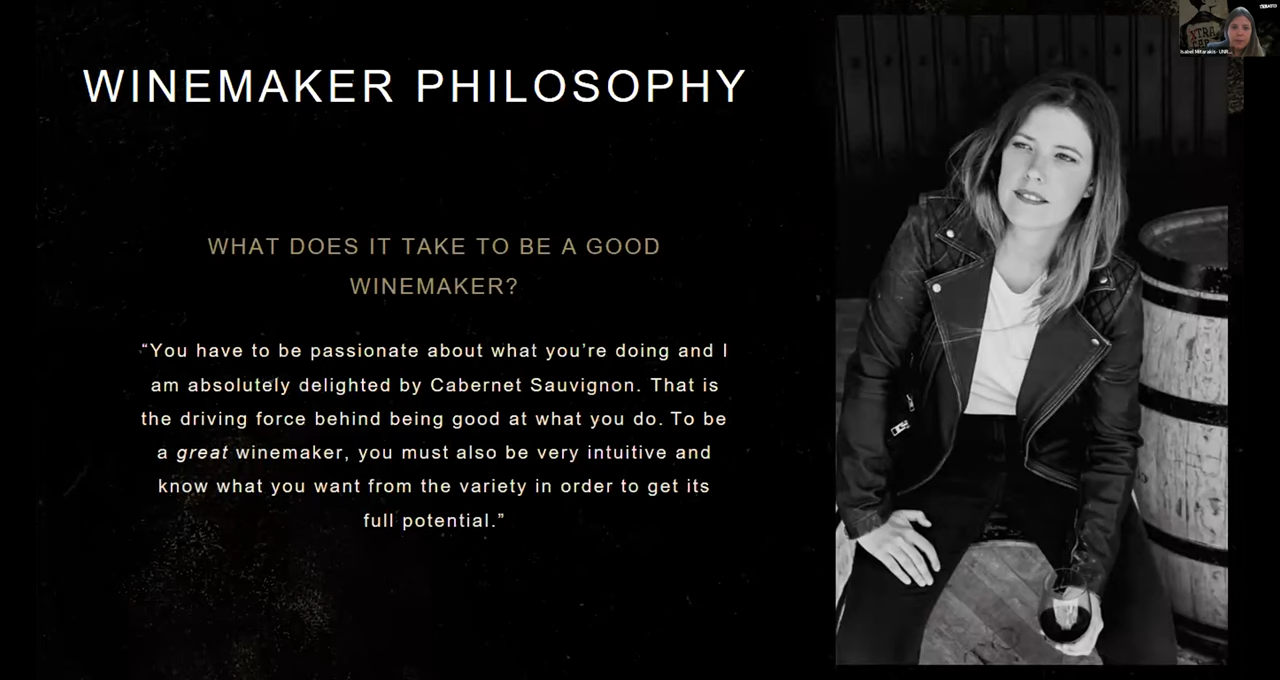 WINEMAKER PHILOSOPHY
WHAT DOES IT TAKE TO BE A GOOD
WINEMAKER?
“You have to be passionate about what you’re doing and I
am absolutely delighted by Cabernet Sauvignon. That is
the driving force behind being good at what you do. To be
a great winemaker, you must also be very intuitive and
know what you want from the variety in order to get its
full potential.”
XTRA